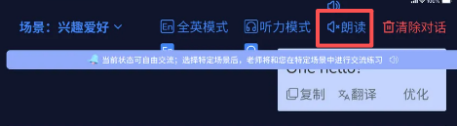 场景：兴趣爱好
En 全英模式
听力模式
朗读
清除对话
当前状态可自由交流；选择特定场景后，老师将和您在特定场景中进行交流练习
One hello!
复制
翻译
优化